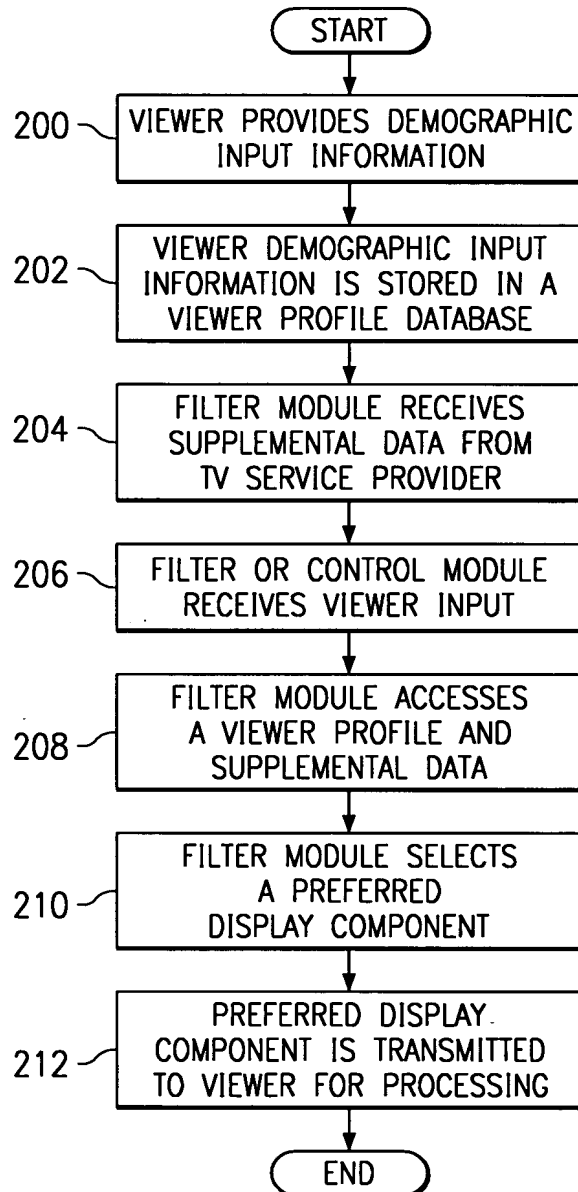 START
200
VIEWER PROVIDES DEMOGRAPHIC
INPUT INFORMATION
202
VIEWER DEMOGRAPHIC INPUT
INFORMATION IS STORED IN A
VIEWER PROFILE DATABASE
204
FILTER MODULE RECEIVES
SUPPLEMENTAL DATA FROM
TV SERVICE PROVIDER
206
FILTER OR CONTROL MODULE
RECEIVES VIEWER INPUT
208
FILTER MODULE ACCESSES
A VIEWER PROFILE AND
SUPPLEMENTAL DATA
210
FILTER MODULE SELECTS
A PREFERRED
DISPLAY COMPONENT
212
PREFERRED DISPLAY
COMPONENT IS TRANSMITTED
TO VIEWER FOR PROCESSING
END